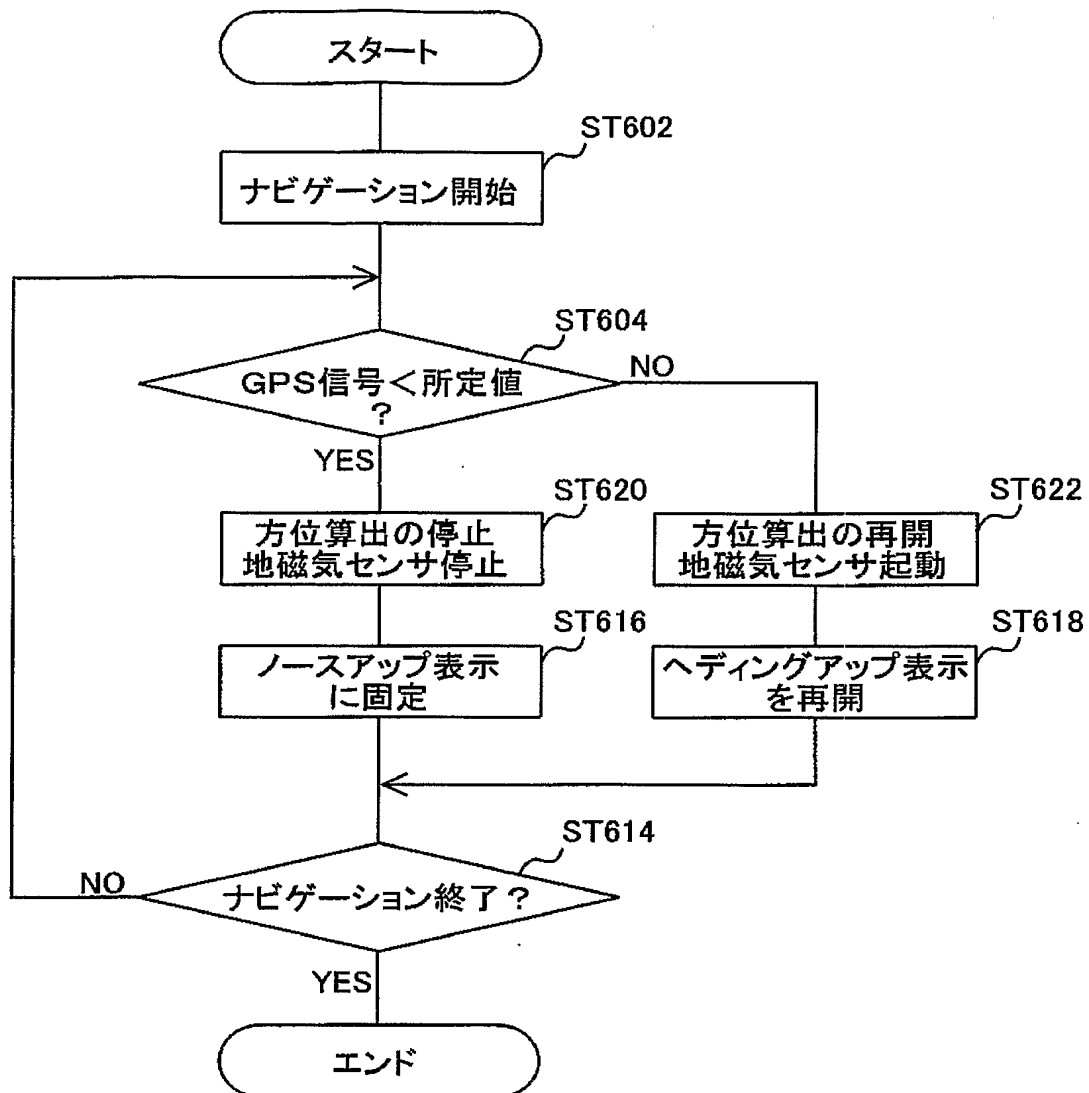 スタート
ST602
ナビゲーション開始
ST604
GPS信号＜所定値
？
NO
YES
ST620
方位算出の停止
地磁気センサ停止
ST622
方位算出の再開
地磁気センサ起動
ST616
ノースアップ表示
に固定
ST618
ヘディングアップ表示
を再開
ST614
ナビゲーション終了？
NO
YES
エンド